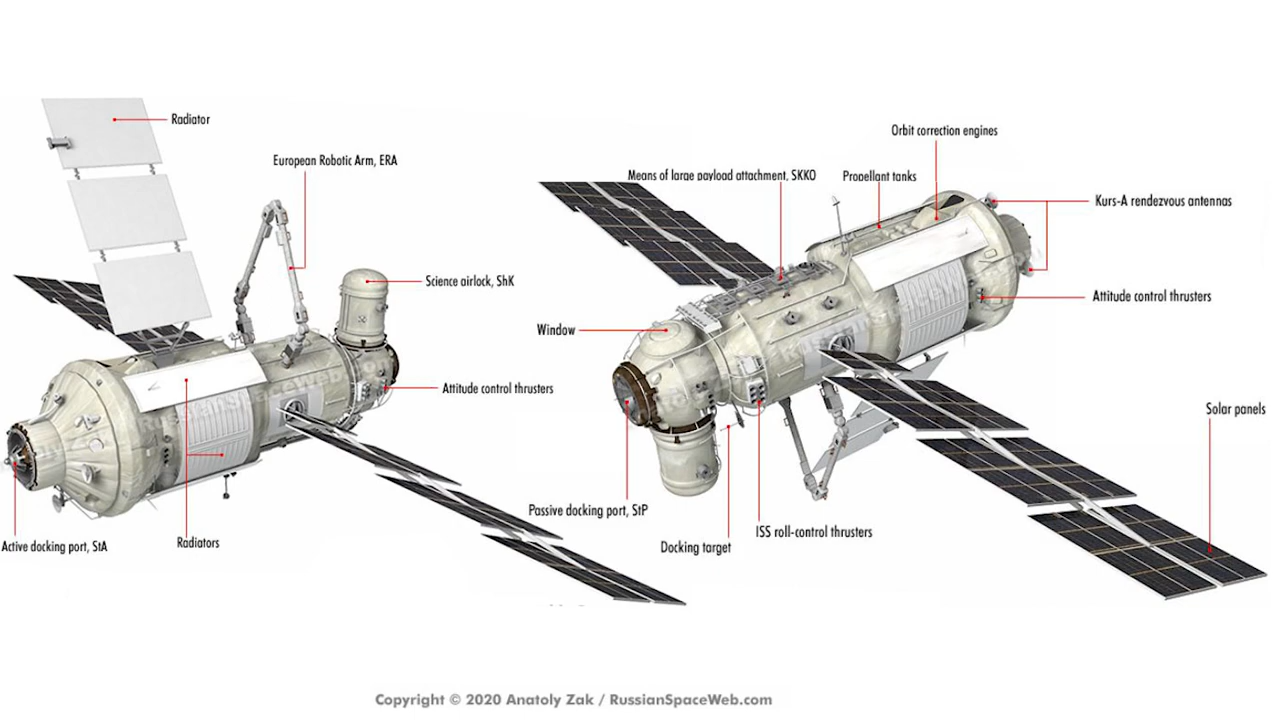 Radiator
European Robotic Arm, ERA
Science airlock, ShK
Attitude control thrusters
Active docking port, StA
Radiators
Orbit correction engines
Means of large payload attachment, SKKO
Propellant tanks
Kurs-A rendezvous antennas
Attitude control thrusters
Window
Solar panels
Passive docking port, StP
ISS roll-control thrusters
Docking target
Copyright © 2020 Anatoly Zak / RussianSpaceWeb.com